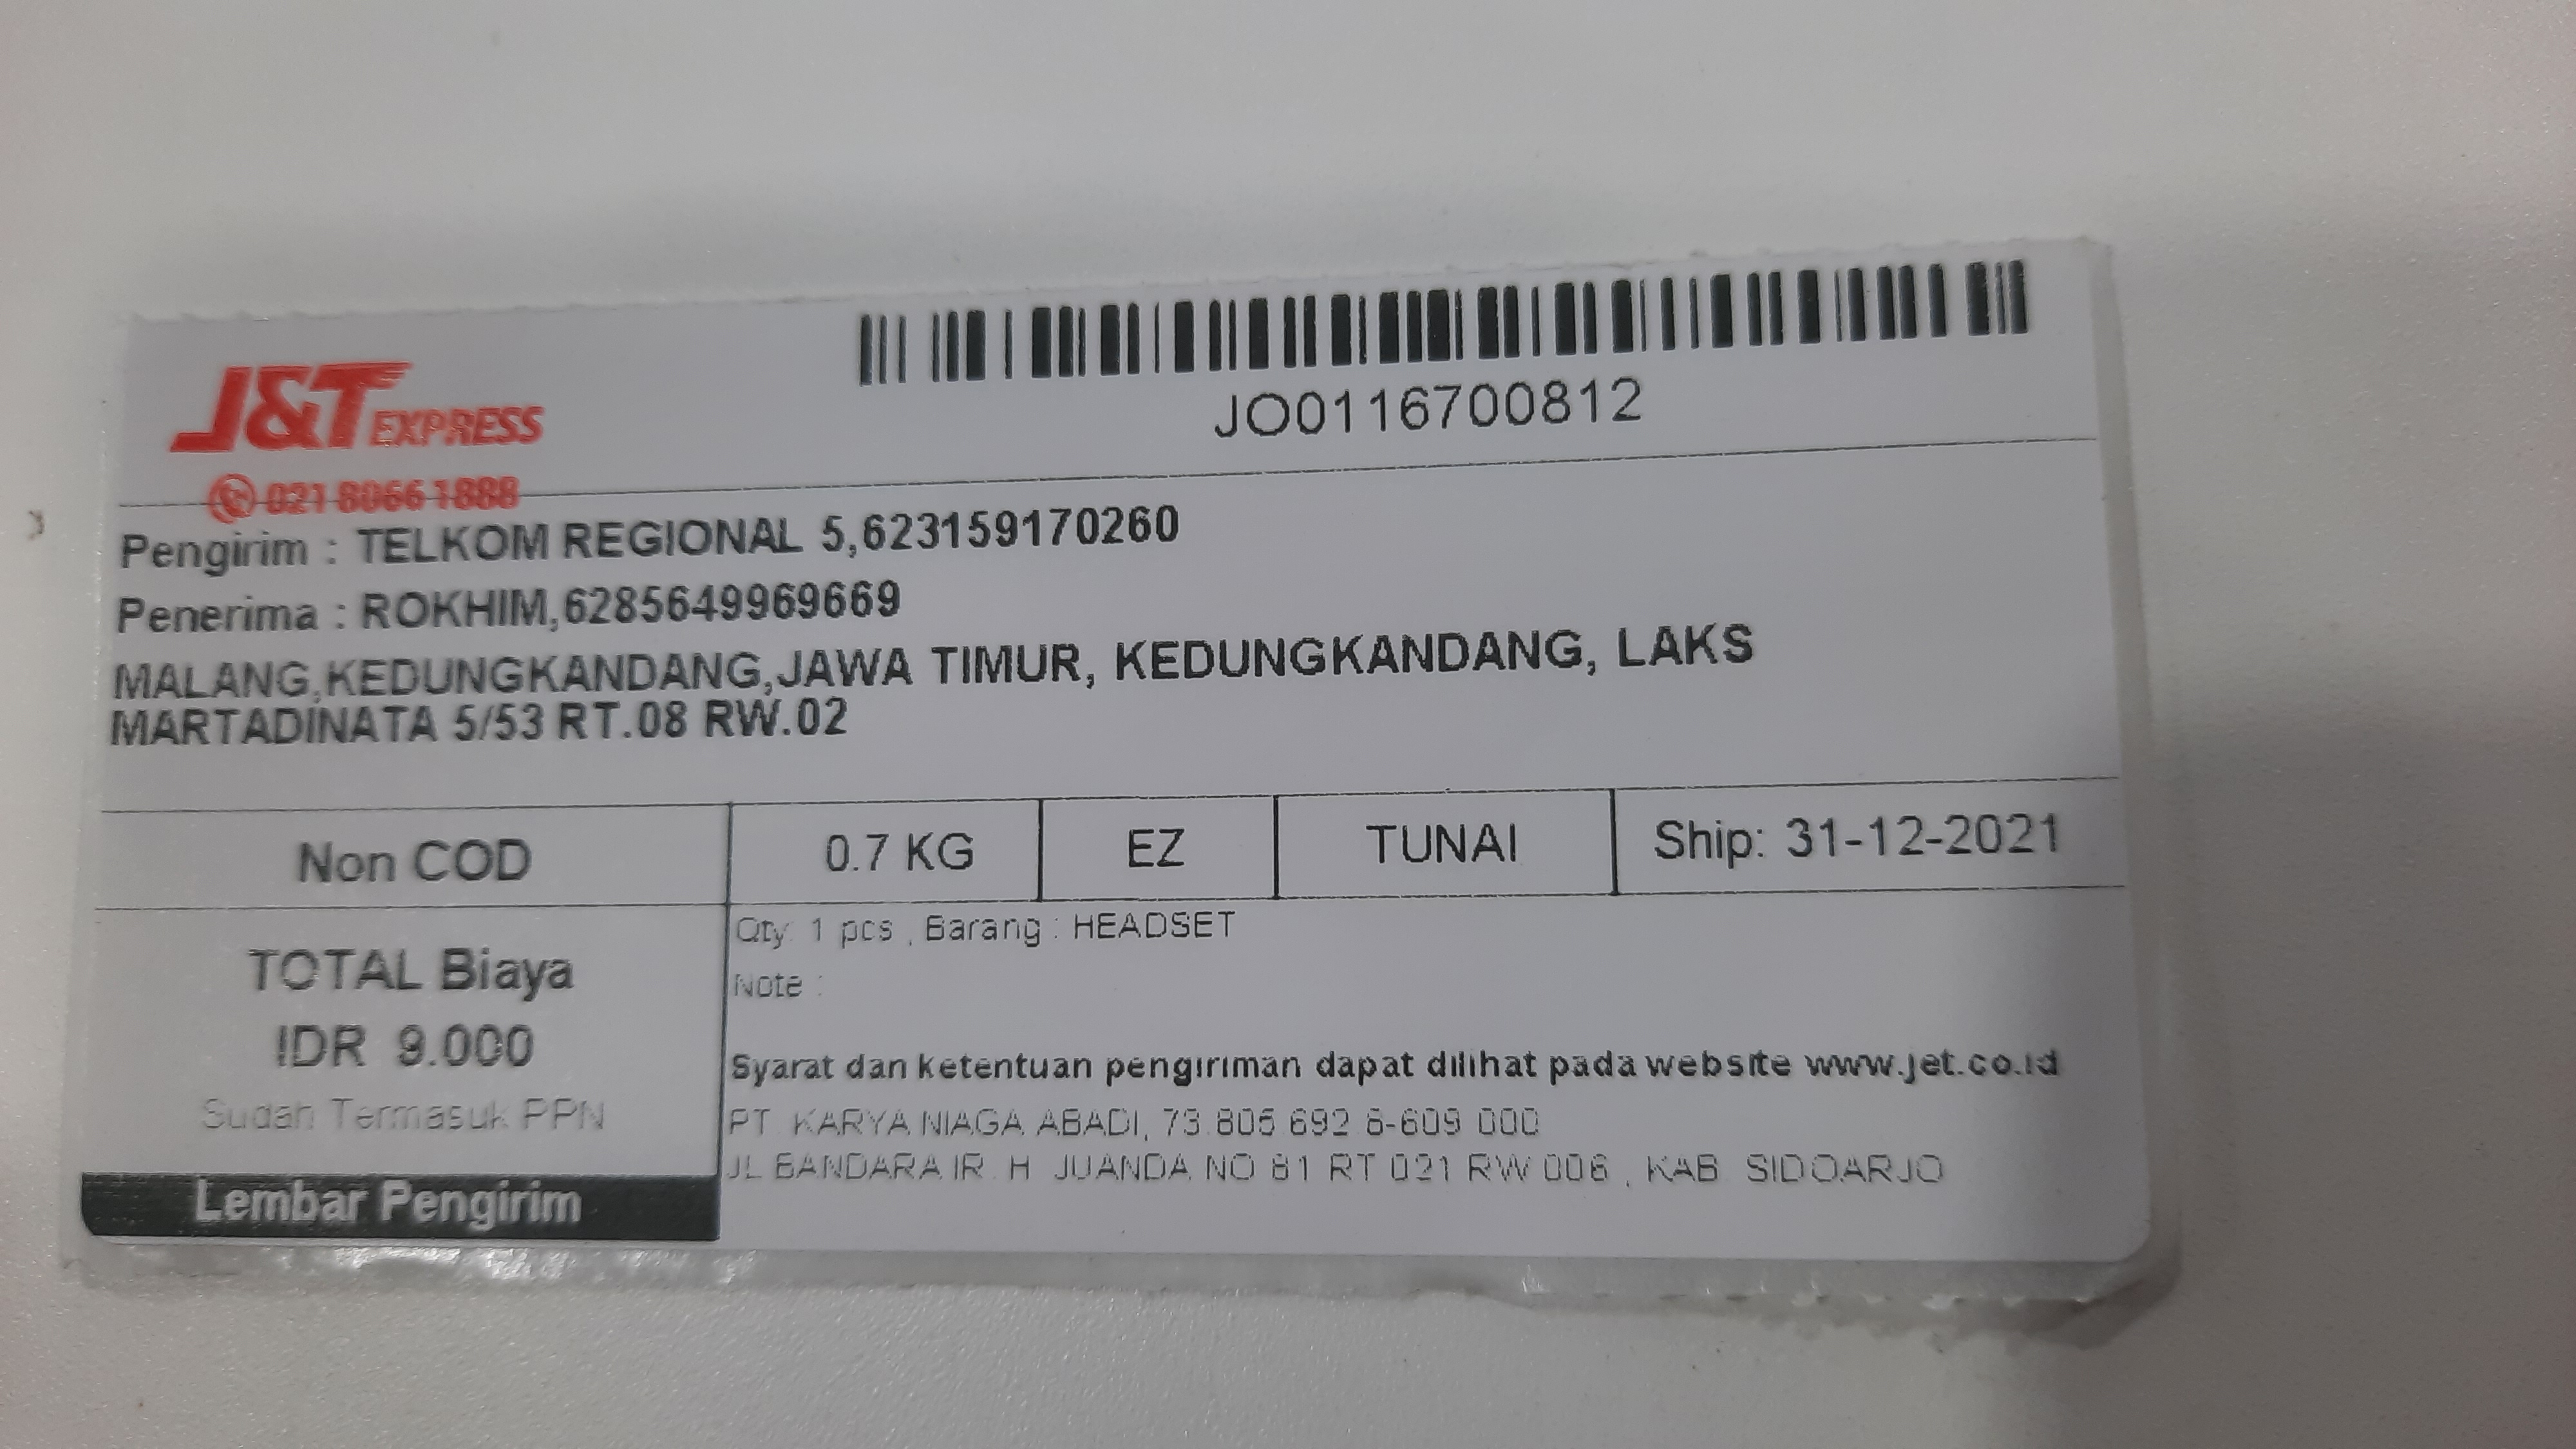 J&T EXPRESS
021-8066-1888
JO0116700812
Pengirim : TELKOM REGIONAL 5,623159170260
Penerima : ROKHIM,6285649969669
MALANG,KEDUNGKANDANG,JAWA TIMUR, KEDUNGKANDANG, LAKS
MARTADINATA 5/53 RT.08 RW.02
Non COD 0.7 KG EZ TUNAI Ship: 31-12-2021
TOTAL Biaya
IDR 9.000
Sudah Termasuk PPN
Lembar Pengirim
Qty. 1 pcs , Barang : HEADSET
Note :
Syarat dan ketentuan pengiriman dapat dilihat pada website www.jet.co.id
PT. KARYA NIAGA ABADI, 73.805.692.6-609.000
JL BANDARA IR. H. JUANDA NO 81 RT 021 RW 006 , KAB. SIDOARJO